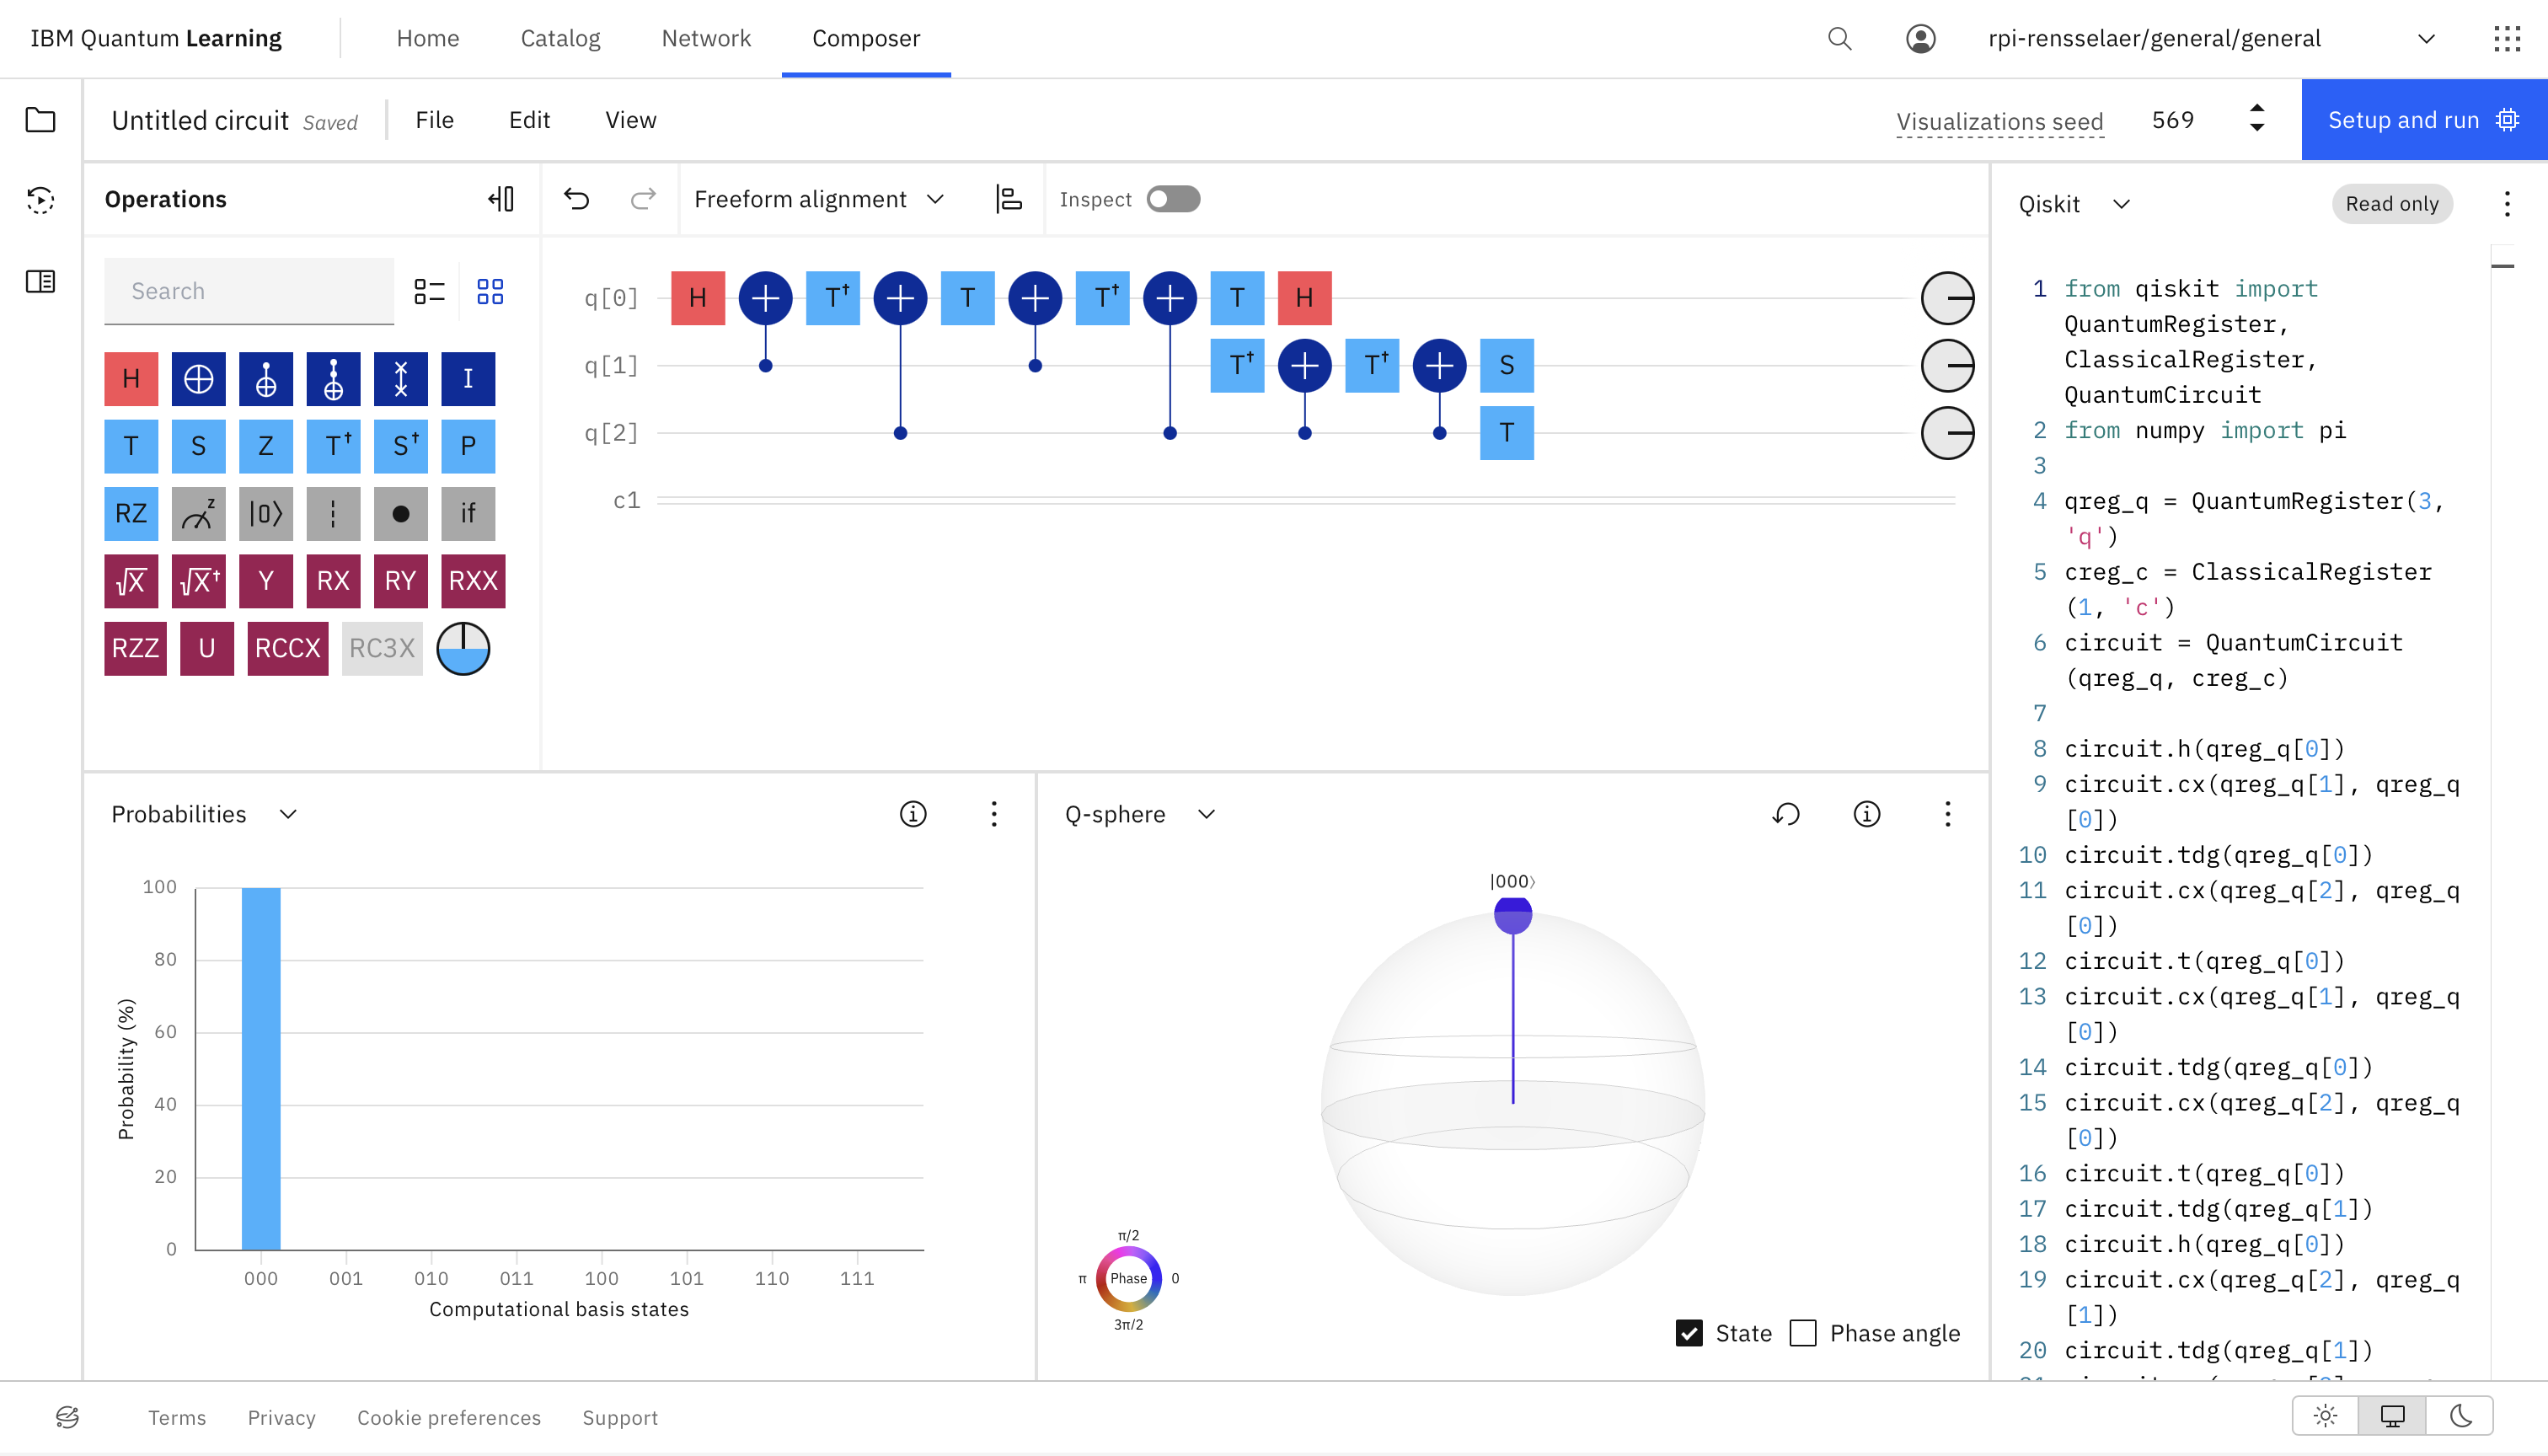 IBM Quantum Learning
Home Catalog Network Composer
rpi-rensselaer/general/general
Untitled circuit Saved File Edit View
Visualizations seed 569
Setup and run
Operations
Freeform alignment
Inspect
Qiskit Read only
Search
H I
T S Z T† S† P
RZ z |0⟩ if
√X √X† Y RX RY RXX
RZZ U RCCX RC3X
q[0] H T† T T† T H
q[1] T† T† S
q[2] T
c1
1 from qiskit import
QuantumRegister,
ClassicalRegister,
QuantumCircuit
2 from numpy import pi
3
4 qreg_q = QuantumRegister(3,
'q')
5 creg_c = ClassicalRegister
(1, 'c')
6 circuit = QuantumCircuit
(qreg_q, creg_c)
7
8 circuit.h(qreg_q[0])
9 circuit.cx(qreg_q[1], qreg_q
[0])
10 circuit.tdg(qreg_q[0])
11 circuit.cx(qreg_q[2], qreg_q
[0])
12 circuit.t(qreg_q[0])
13 circuit.cx(qreg_q[1], qreg_q
[0])
14 circuit.tdg(qreg_q[0])
15 circuit.cx(qreg_q[2], qreg_q
[0])
16 circuit.t(qreg_q[0])
17 circuit.tdg(qreg_q[1])
18 circuit.h(qreg_q[0])
19 circuit.cx(qreg_q[2], qreg_q
[1])
20 circuit.tdg(qreg_q[1])
Probabilities
100
80
60
40
20
0
Probability (%)
000 001 010 011 100 101 110 111
Computational basis states
Q-sphere
|000⟩
π/2
π Phase 0
3π/2
State Phase angle
Terms Privacy Cookie preferences Support